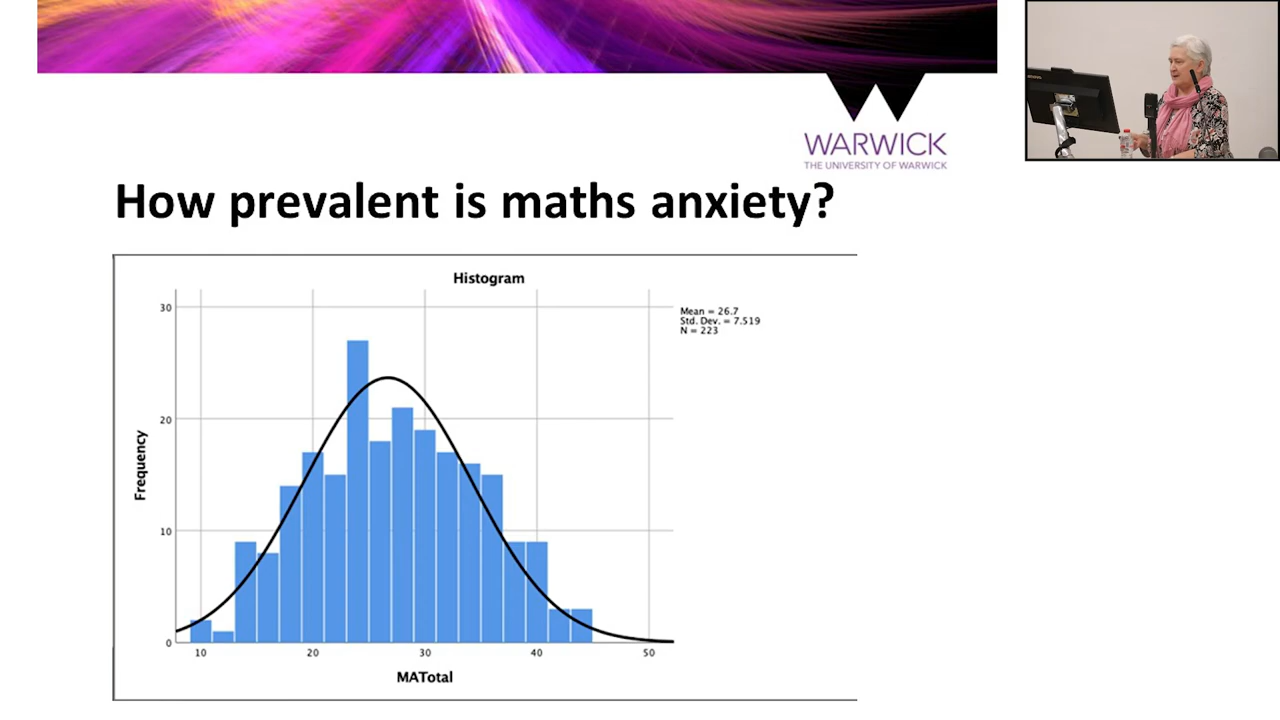 WARWICK
THE UNIVERSITY OF WARWICK
How prevalent is maths anxiety?
Histogram
Mean = 26.7
Std. Dev. = 7.519
N = 223
30
20
10
0
Frequency
10 20 30 40 50
MATotal